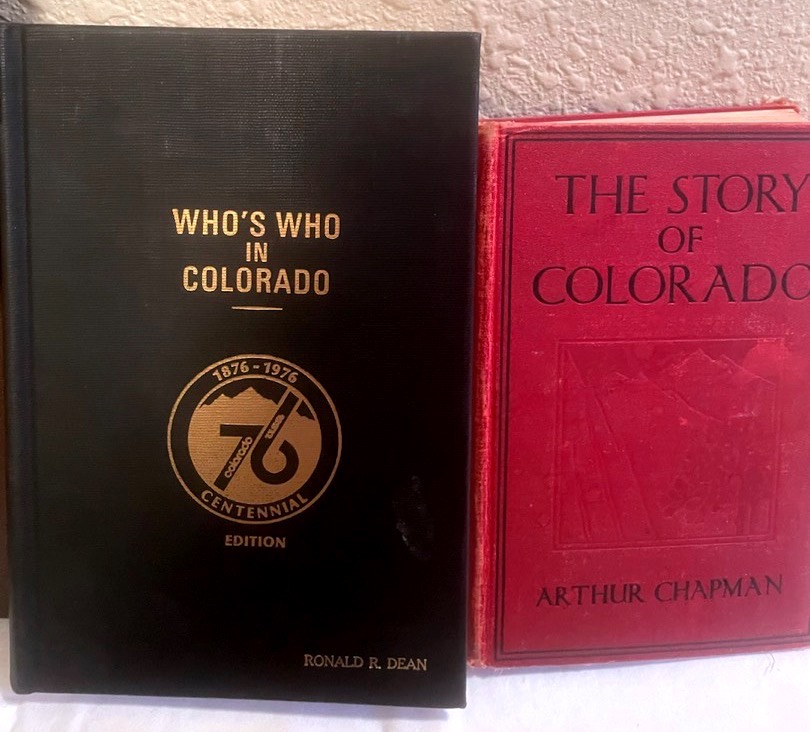 WHO'S WHO
IN
COLORADO
1876-1976
76
colorado
CENTENNIAL
EDITION
RONALD R. DEAN
THE STORY
OF
COLORADO
ARTHUR CHAPMAN